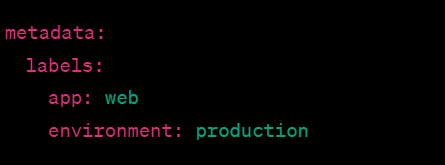 metadata:
  labels:
    app: web
    environment: production